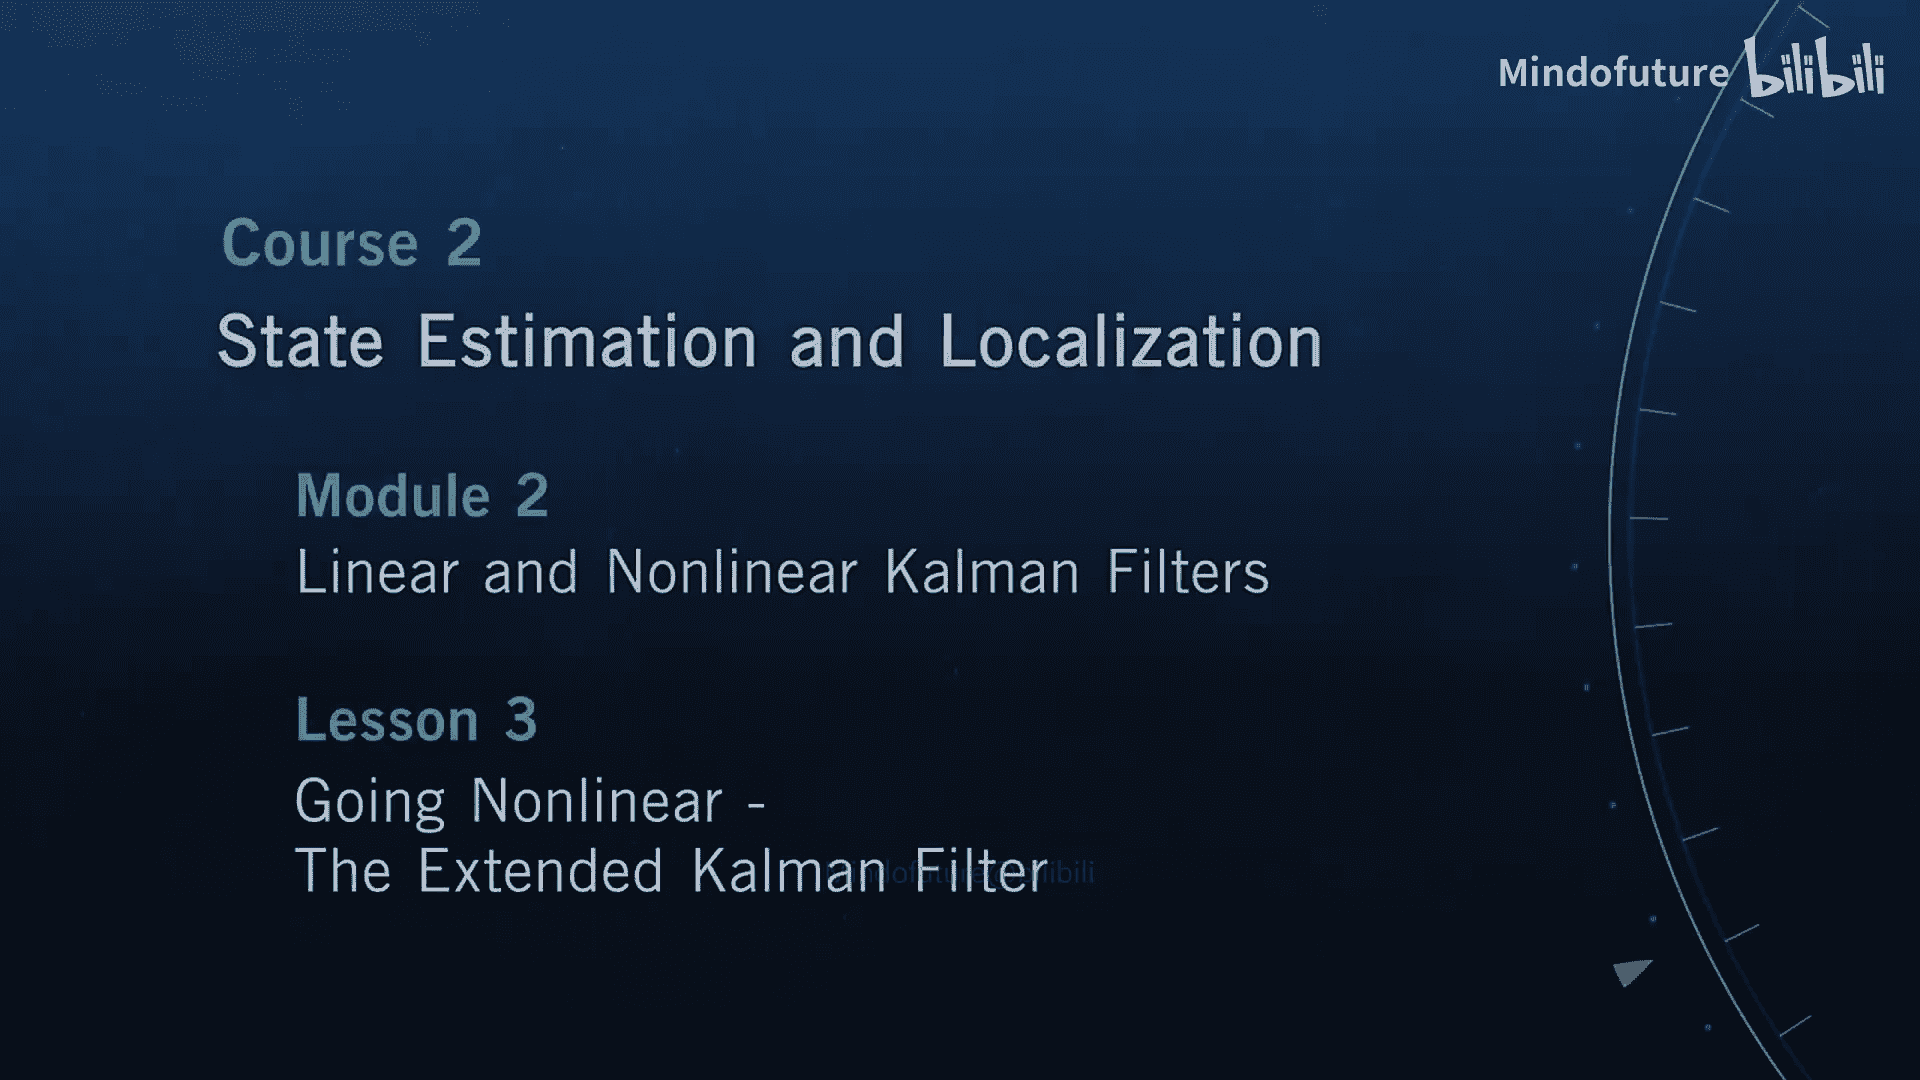 Mindofuture bilibili
Course 2
State Estimation and Localization
Module 2
Linear and Nonlinear Kalman Filters
Lesson 3
Going Nonlinear -
The Extended Kalman Filter